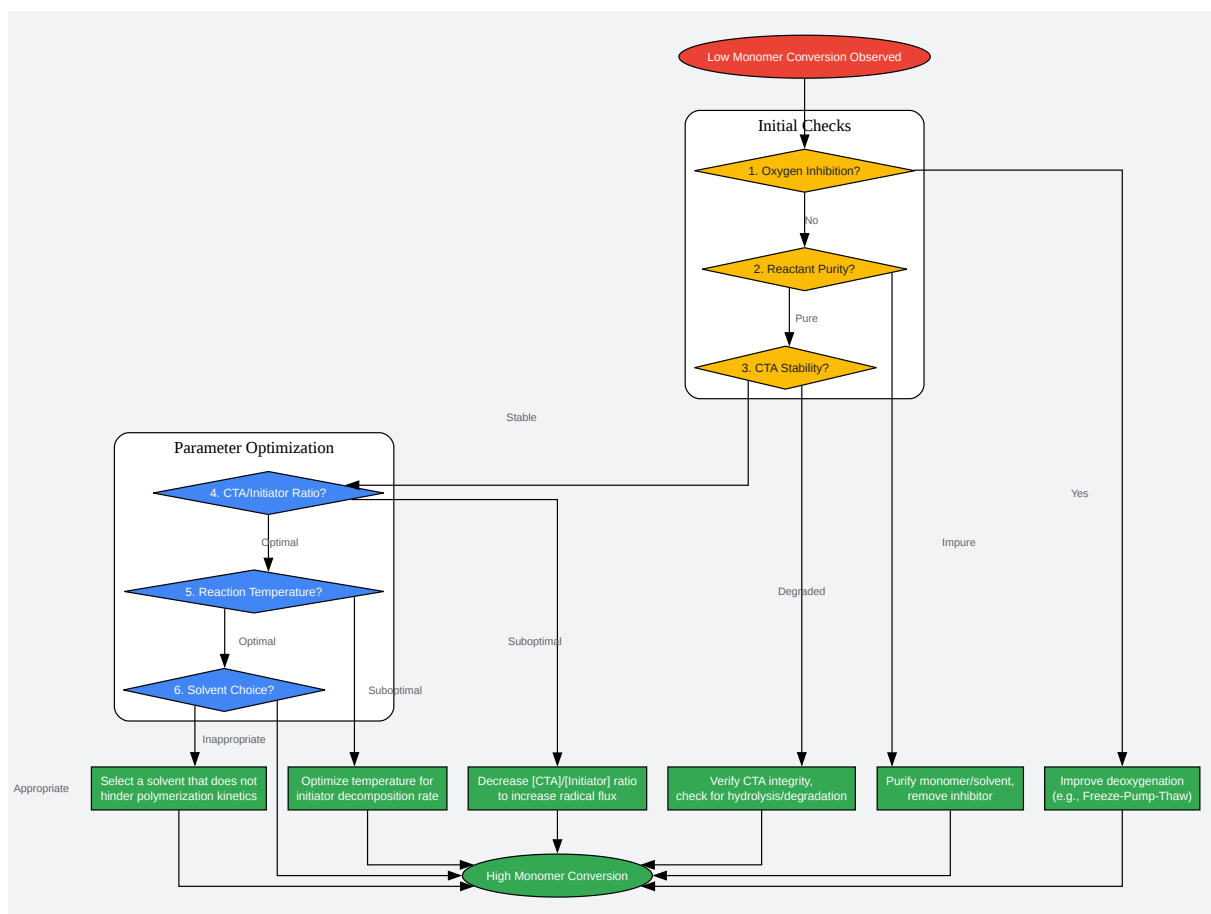 Low Monomer Conversion Observed
Initial Checks
1. Oxygen Inhibition?
No
2. Reactant Purity?
Pure
3. CTA Stability?
Stable
Parameter Optimization
4. CTA/Initiator Ratio?
Yes
Optimal
Impure
5. Reaction Temperature?
Degraded
Optimal
Suboptimal
6. Solvent Choice?
Suboptimal
Inappropriate
Appropriate
Select a solvent that does not
hinder polymerization kinetics
Optimize temperature for
initiator decomposition rate
Decrease [CTA]/[Initiator] ratio
to increase radical flux
Verify CTA integrity,
check for hydrolysis/degradation
Purify monomer/solvent,
remove inhibitor
Improve deoxygenation
(e.g., Freeze-Pump-Thaw)
High Monomer Conversion